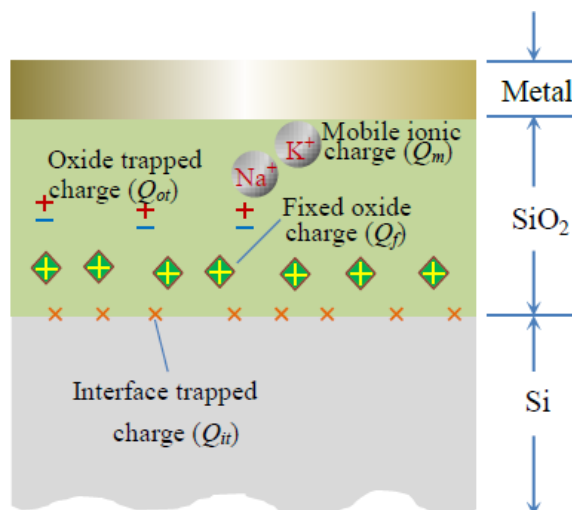 Metal
Mobile ionic
charge (Qm)
K+
Na+
Oxide trapped
charge (Qot)
+ + +
− − −
Fixed oxide
charge (Qf)
SiO2
+ + + + + + +
× × × × × × × ×
Interface trapped
charge (Qit)
Si